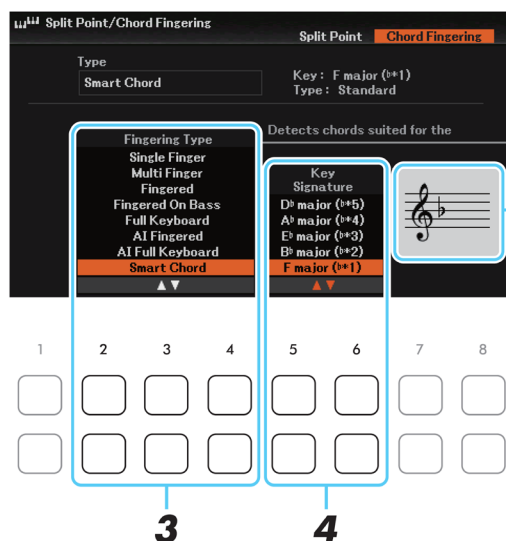 Split Point/Chord Fingering
Split Point Chord Fingering
Type
Smart Chord
Key: F major (♭*1)
Type: Standard
Detects chords suited for the
Fingering Type
Single Finger
Multi Finger
Fingered
Fingered On Bass
Full Keyboard
AI Fingered
AI Full Keyboard
Smart Chord
Key
Signature
D♭ major (♭*5)
A♭ major (♭*4)
E♭ major (♭*3)
B♭ major (♭*2)
F major (♭*1)
1 2 3 4 5 6 7 8
3 4